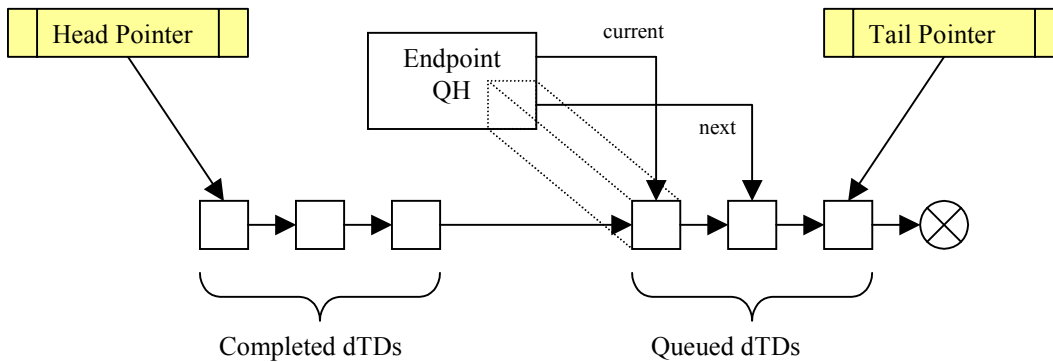 Head Pointer
current
Tail Pointer
Endpoint
QH
next
Completed dTDs
Queued dTDs